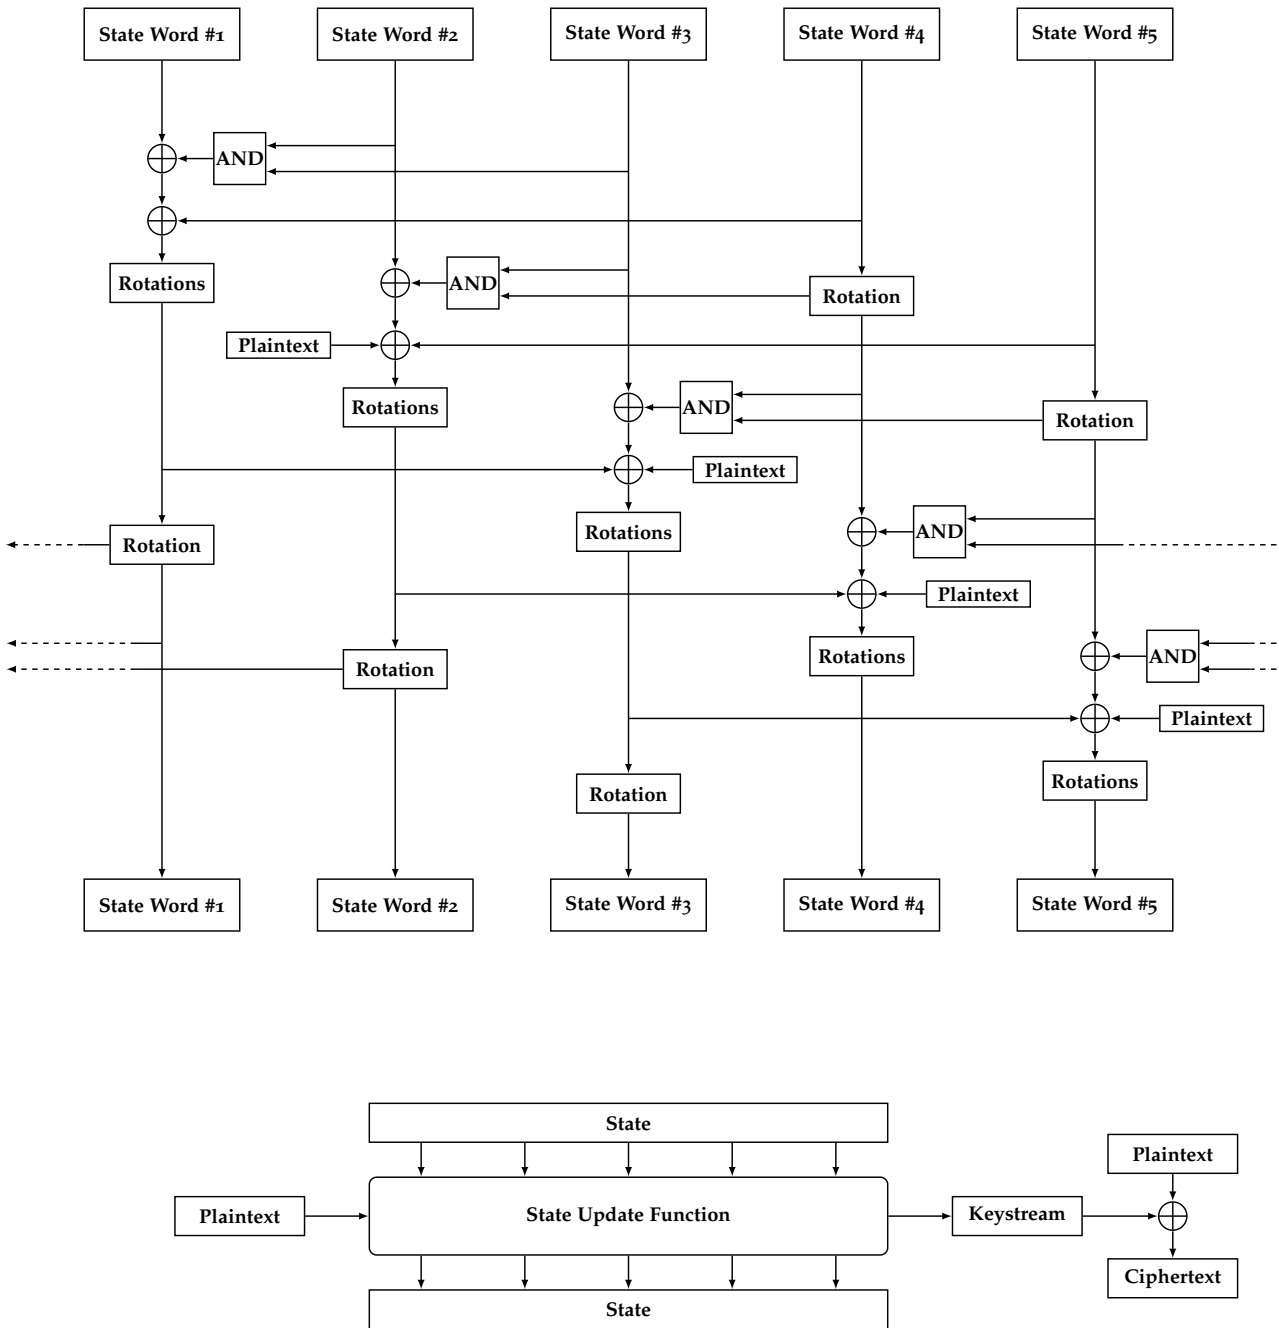 State Word #1
State Word #2
State Word #3
State Word #4
State Word #5
AND
Rotations
AND
Rotation
Plaintext
Rotations
AND
Rotation
Plaintext
Rotation
Rotations
AND
Plaintext
Rotation
Rotations
AND
Plaintext
Rotation
Rotations
State Word #1
State Word #2
State Word #3
State Word #4
State Word #5
State
Plaintext
Plaintext
State Update Function
Keystream
Ciphertext
State